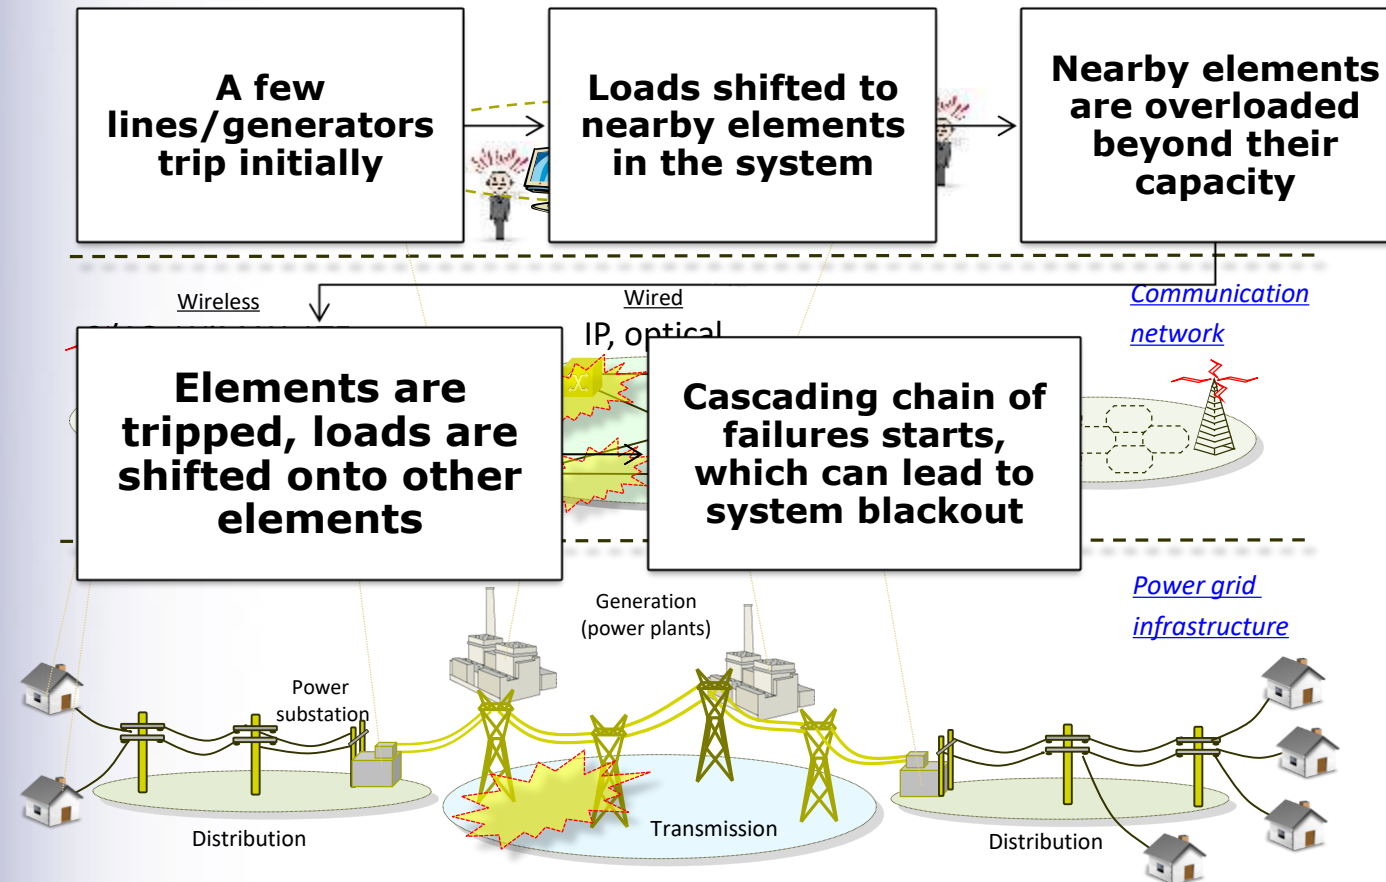 A few
lines/generators
trip initially
Loads shifted to
nearby elements
in the system
Nearby elements
are overloaded
beyond their
capacity
Wireless
Wired
IP, optical
Communication
network
Elements are
tripped, loads are
shifted onto other
elements
Cascading chain of
failures starts,
which can lead to
system blackout
Generation
(power plants)
Power grid
infrastructure
Power
substation
Distribution
Transmission
Distribution